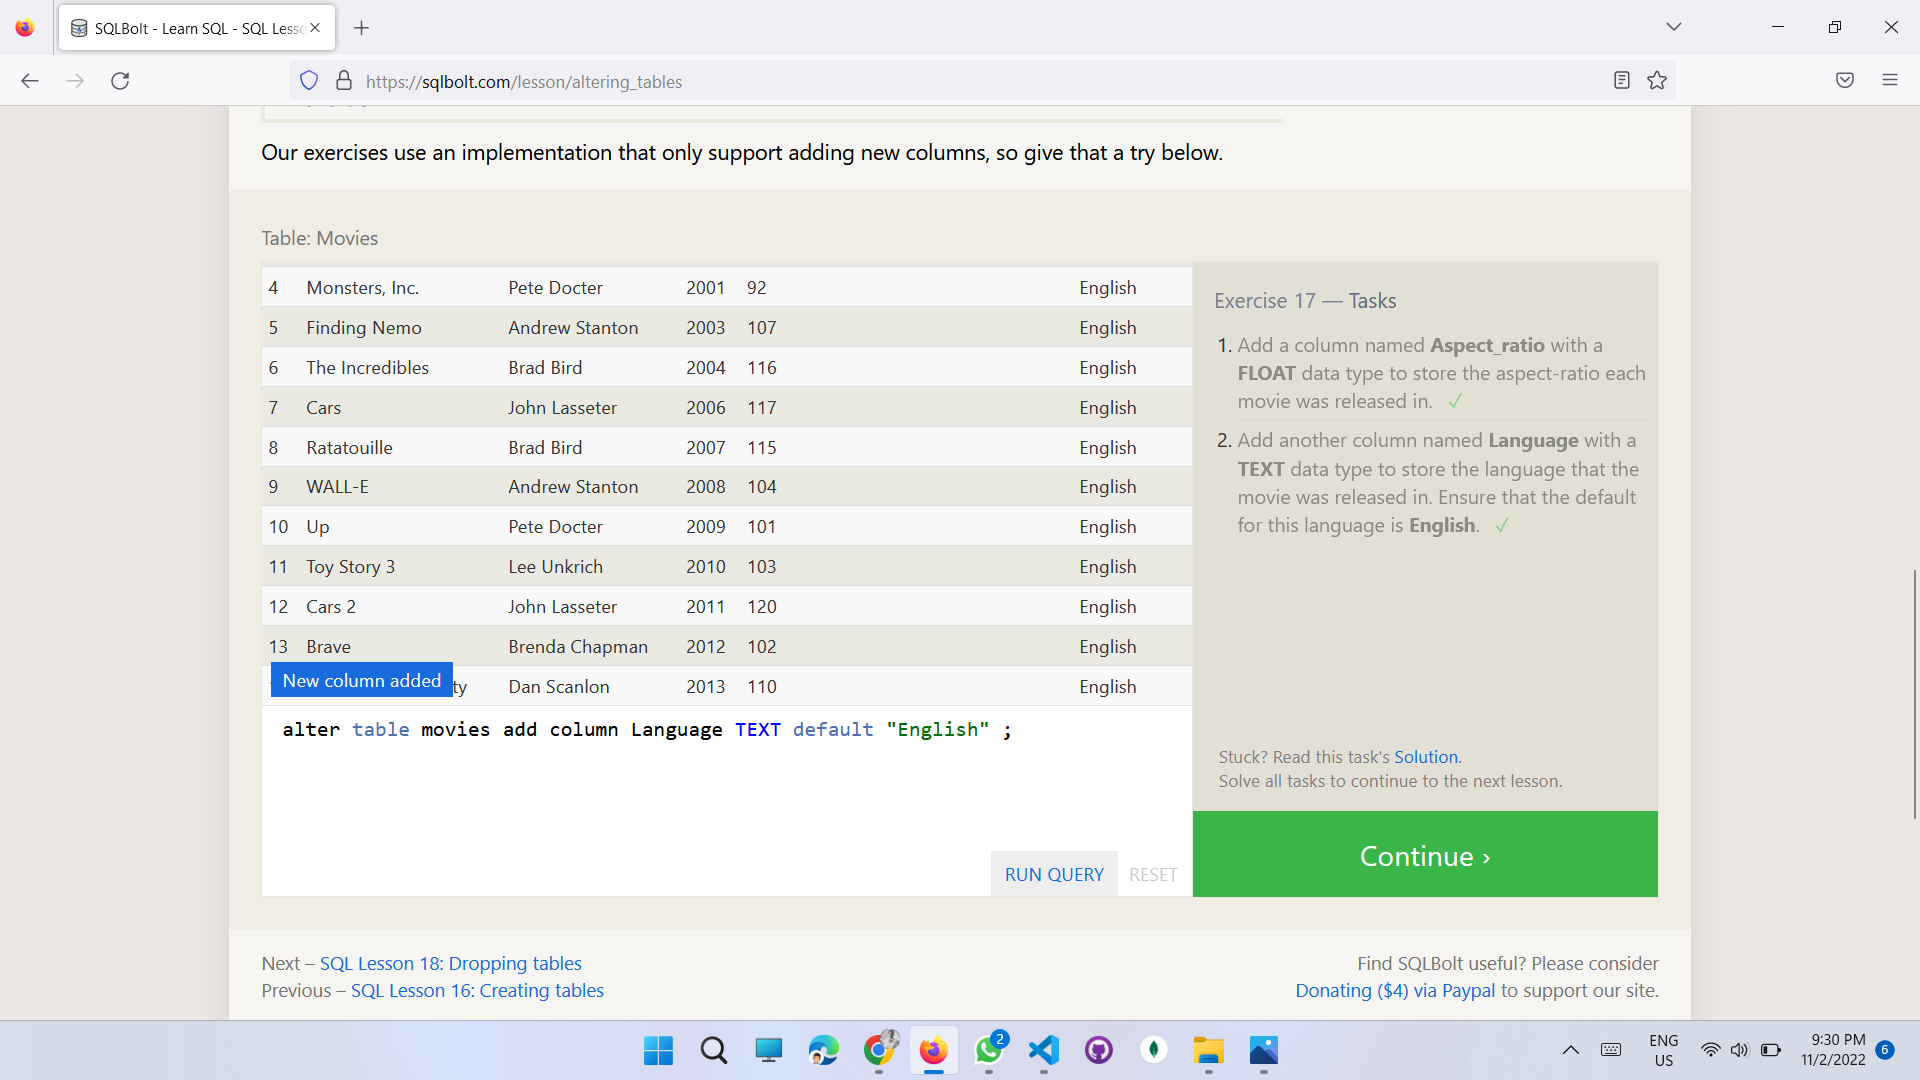 SQLBolt - Learn SQL - SQL Lesso
https://sqlbolt.com/lesson/altering_tables
Our exercises use an implementation that only support adding new columns, so give that a try below.
Table: Movies
4 Monsters, Inc. Pete Docter 2001 92 English
5 Finding Nemo Andrew Stanton 2003 107 English
6 The Incredibles Brad Bird 2004 116 English
7 Cars John Lasseter 2006 117 English
8 Ratatouille Brad Bird 2007 115 English
9 WALL-E Andrew Stanton 2008 104 English
10 Up Pete Docter 2009 101 English
11 Toy Story 3 Lee Unkrich 2010 103 English
12 Cars 2 John Lasseter 2011 120 English
13 Brave Brenda Chapman 2012 102 English
New column added
ty Dan Scanlon 2013 110 English
alter table movies add column Language TEXT default "English" ;
RUN QUERY RESET
Exercise 17 — Tasks
1. Add a column named Aspect_ratio with a
FLOAT data type to store the aspect-ratio each
movie was released in. ✓
2. Add another column named Language with a
TEXT data type to store the language that the
movie was released in. Ensure that the default
for this language is English. ✓
Stuck? Read this task's Solution.
Solve all tasks to continue to the next lesson.
Continue ›
Next – SQL Lesson 18: Dropping tables
Previous – SQL Lesson 16: Creating tables
Find SQLBolt useful? Please consider
Donating ($4) via Paypal to support our site.
2
ENG
US
9:30 PM
11/2/2022
6